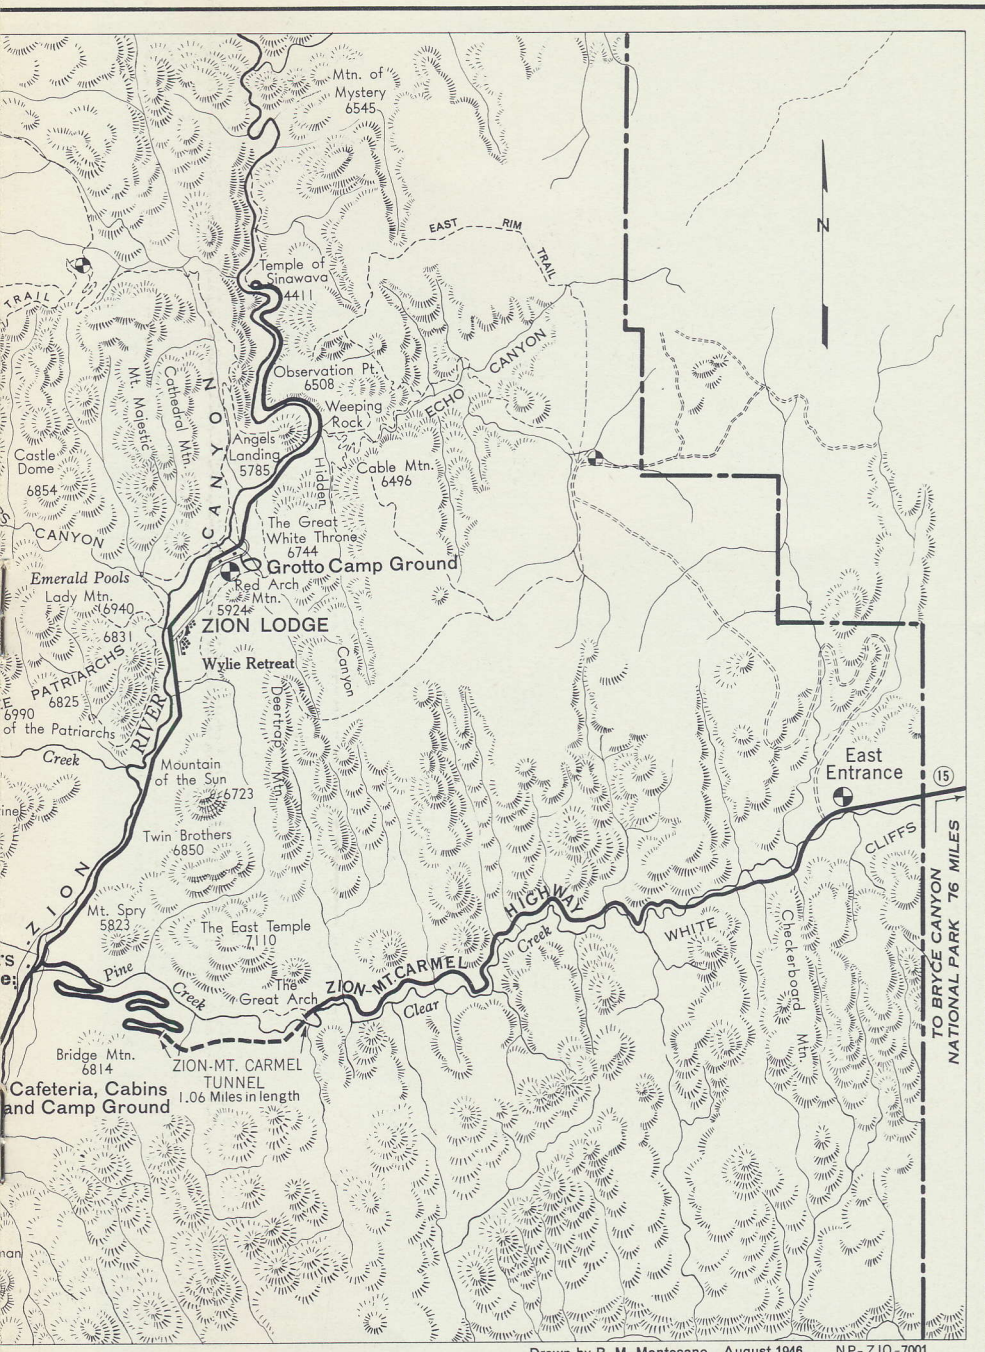 Mtn. of
Mystery
6545
N
EAST RIM TRAIL
Temple of
Sinawava
4411
TRAIL
Observation Pt.
6508
ECHO CANYON
Weeping
Rock
Mt. Majestic
Cathedral Mtn.
CANYON
Angels
Landing
5785
Castle
Dome
6854
Hidden
Canyon
Cable Mtn.
6496
CANYON
The Great
White Throne
6744
Grotto Camp Ground
Emerald Pools
Lady Mtn.
6940
Red Arch
Mtn.
5924
ZION LODGE
6831
PATRIARCHS
6825
6990
of the Patriarchs
Wylie Retreat
Deertrap Mtn.
RIVER
Creek
Mountain
of the Sun
6723
East
Entrance
15
Twin Brothers
6850
CLIFFS
ZION
Mt. Spry
5823
The East Temple
7110
HIGHWAY
WHITE
Checkerboard Mtn.
TO BRYCE CANYON
NATIONAL PARK 76 MILES
Pine
Creek
The
Great Arch
ZION-MT. CARMEL
Clear
Creek
Bridge Mtn.
6814
ZION-MT. CARMEL
TUNNEL
1.06 Miles in length
Cafeteria, Cabins
and Camp Ground
Drawn by R. M. Montesano August 1946 NP-ZIO-7001